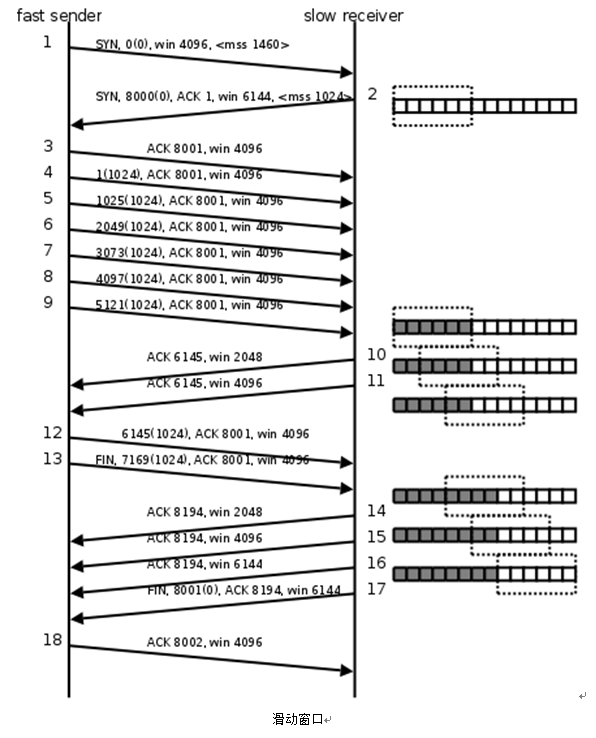 fast sender slow receiver
1 SYN, 0(0), win 4096, <mss 1460>
SYN, 8000(0), ACK 1, win 6144, <mss 1024> 2
3 ACK 8001, win 4096
4 1(1024), ACK 8001, win 4096
5 1025(1024), ACK 8001, win 4096
6 2049(1024), ACK 8001, win 4096
7 3073(1024), ACK 8001, win 4096
8 4097(1024), ACK 8001, win 4096
9 5121(1024), ACK 8001, win 4096
ACK 6145, win 2048 10
ACK 6145, win 4096 11
12 6145(1024), ACK 8001, win 4096
13 FIN, 7169(1024), ACK 8001, win 4096
ACK 8194, win 2048 14
ACK 8194, win 4096 15
ACK 8194, win 6144 16
FIN, 8001(0), ACK 8194, win 6144 17
18 ACK 8002, win 4096
滑动窗口